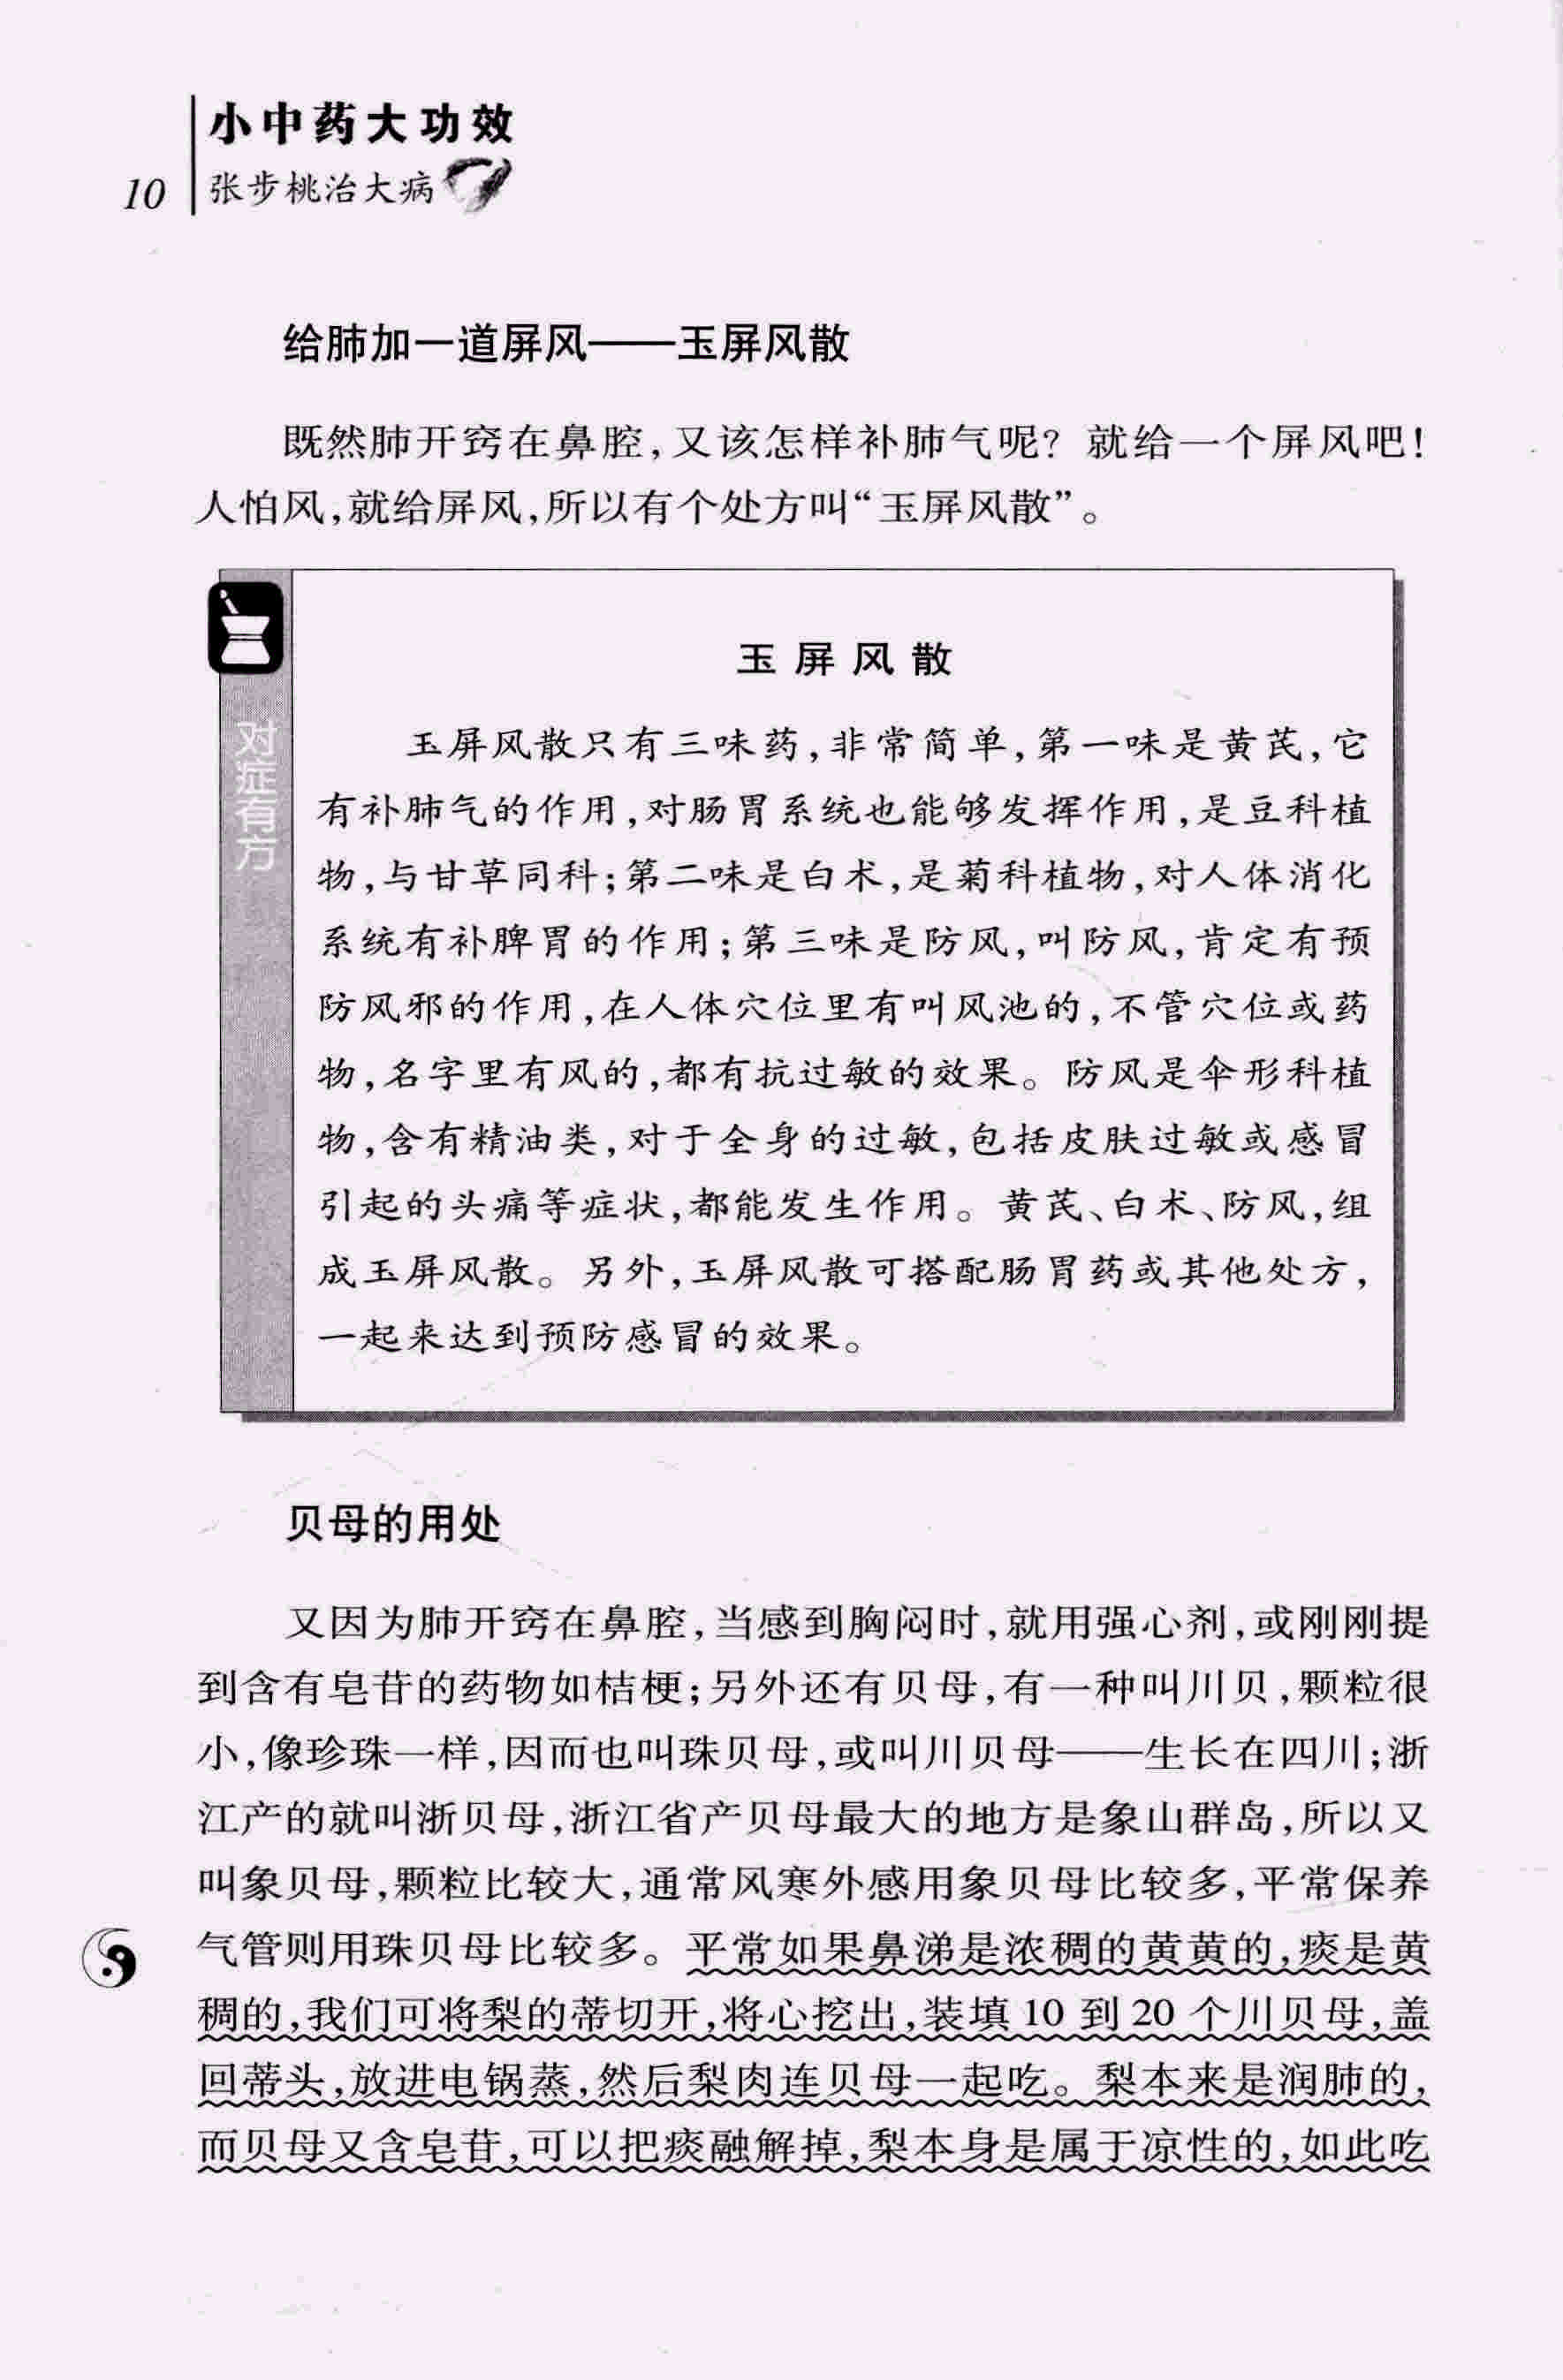 小中药大功效
张步桃治大病
10
给肺加一道屏风——玉屏风散
既然肺开窍在鼻腔,又该怎样补肺气呢? 就给一个屏风吧!
人怕风,就给屏风,所以有个处方叫“玉屏风散”。
对症有方
玉屏风散
玉屏风散只有三味药,非常简单,第一味是黄芪,它
有补肺气的作用,对肠胃系统也能够发挥作用,是豆科植
物,与甘草同科;第二味是白术,是菊科植物,对人体消化
系统有补脾胃的作用;第三味是防风,叫防风,肯定有预
防风邪的作用,在人体穴位里有叫风池的,不管穴位或药
物,名字里有风的,都有抗过敏的效果。防风是伞形科植
物,含有精油类,对于全身的过敏,包括皮肤过敏或感冒
引起的头痛等症状,都能发生作用。黄芪、白术、防风,组
成玉屏风散。另外,玉屏风散可搭配肠胃药或其他处方,
一起来达到预防感冒的效果。
贝母的用处
又因为肺开窍在鼻腔,当感到胸闷时,就用强心剂,或刚刚提
到含有皂苷的药物如桔梗;另外还有贝母,有一种叫川贝,颗粒很
小,像珍珠一样,因而也叫珠贝母,或叫川贝母——生长在四川;浙
江产的就叫浙贝母,浙江省产贝母最大的地方是象山群岛,所以又
叫象贝母,颗粒比较大,通常风寒外感用象贝母比较多,平常保养
气管则用珠贝母比较多。平常如果鼻涕是浓稠的黄黄的,痰是黄
稠的,我们可将梨的蒂切开,将心挖出,装填 10 到 20 个川贝母,盖
回蒂头,放进电锅蒸,然后梨肉连贝母一起吃。梨本来是润肺的,
而贝母又含皂苷,可以把痰融解掉,梨本身是属于凉性的,如此吃